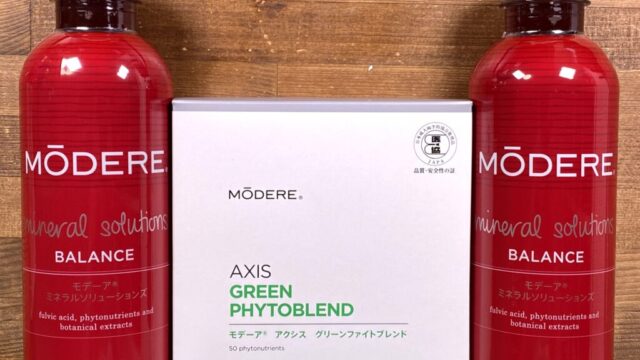 MŌDERE®
mineral solutions
BALANCE
モデーア®
ミネラルソリューションズ
fulvic acid, phytonutrients and
botanical extracts
JAPA
品質・安全性の証
MŌDERE®
AXIS
GREEN
PHYTOBLEND
モデーア® アクシス グリーンファイトブレンド
50 phytonutrients
MŌDERE®
mineral solutions
BALANCE
モデーア®
ミネラルソリューションズ
fulvic acid, phytonutrients and
botanical extracts